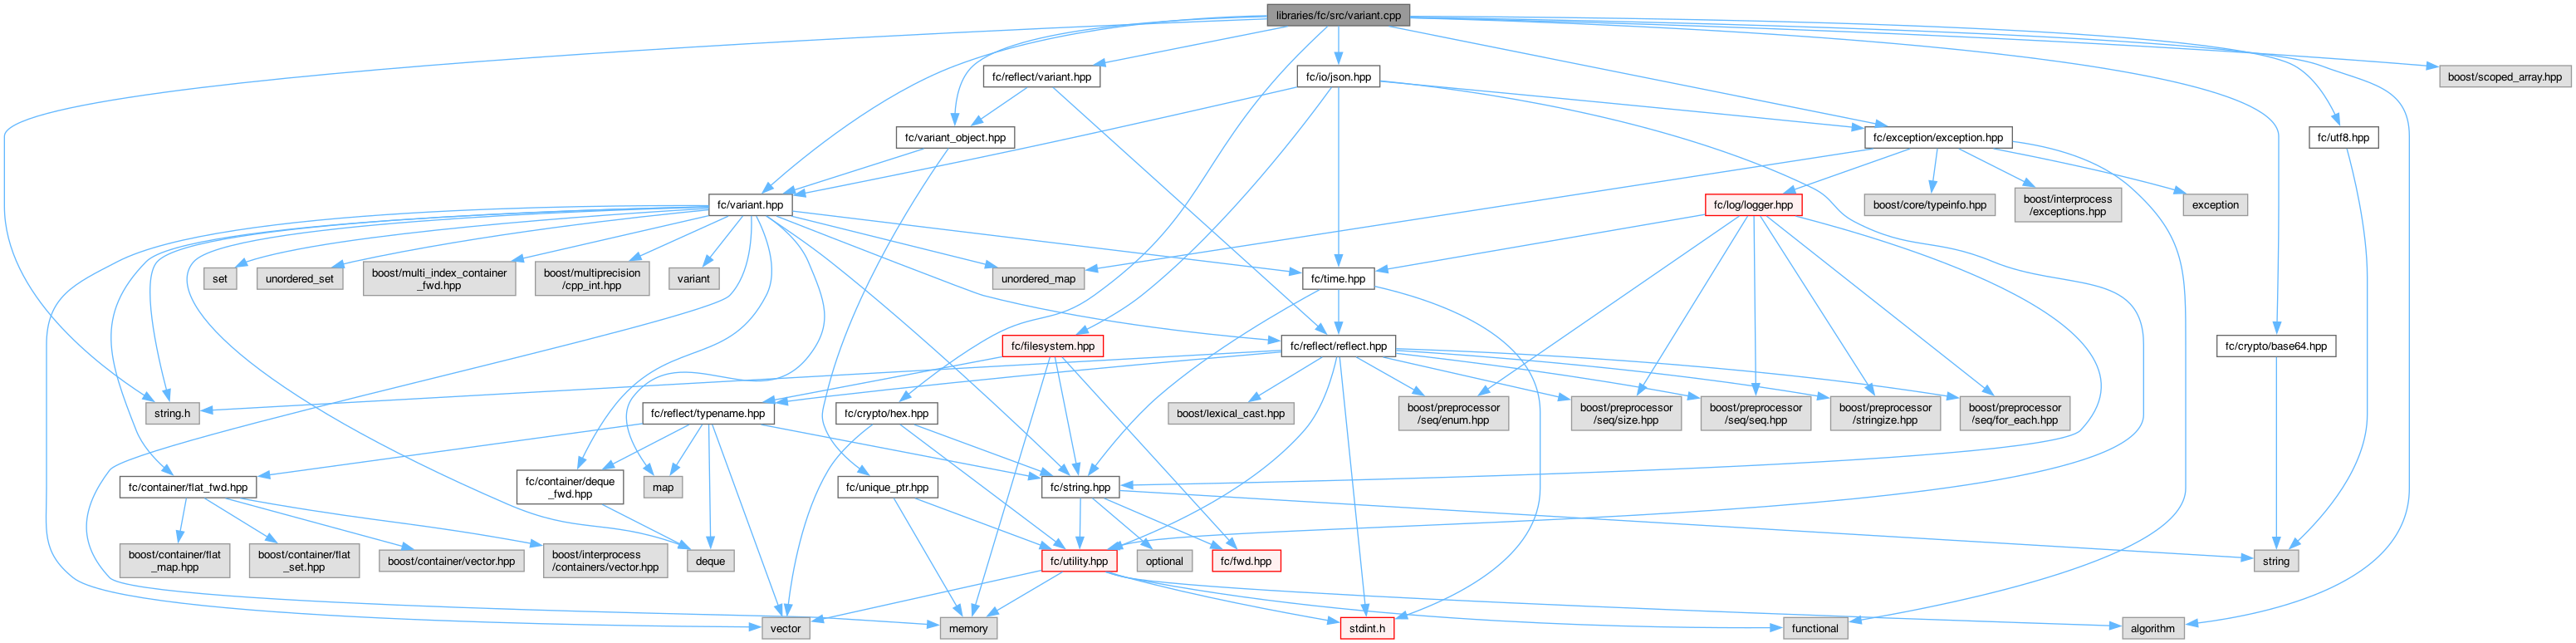 libraries/fc/src/variant.cpp
fc/reflect/variant.hpp
fc/io/json.hpp
boost/scoped_array.hpp
fc/variant_object.hpp
fc/exception/exception.hpp
fc/utf8.hpp
fc/variant.hpp
fc/log/logger.hpp
boost/core/typeinfo.hpp
boost/interprocess
/exceptions.hpp
exception
set
unordered_set
boost/multi_index_container
_fwd.hpp
boost/multiprecision
/cpp_int.hpp
variant
unordered_map
fc/time.hpp
fc/filesystem.hpp
fc/reflect/reflect.hpp
fc/crypto/base64.hpp
string.h
fc/reflect/typename.hpp
fc/crypto/hex.hpp
boost/lexical_cast.hpp
boost/preprocessor
/seq/enum.hpp
boost/preprocessor
/seq/size.hpp
boost/preprocessor
/seq/seq.hpp
boost/preprocessor
/stringize.hpp
boost/preprocessor
/seq/for_each.hpp
fc/container/flat_fwd.hpp
fc/container/deque
_fwd.hpp
map
fc/unique_ptr.hpp
fc/string.hpp
boost/container/flat
_map.hpp
boost/container/flat
_set.hpp
boost/container/vector.hpp
boost/interprocess
/containers/vector.hpp
deque
fc/utility.hpp
optional
fc/fwd.hpp
string
vector
memory
stdint.h
functional
algorithm